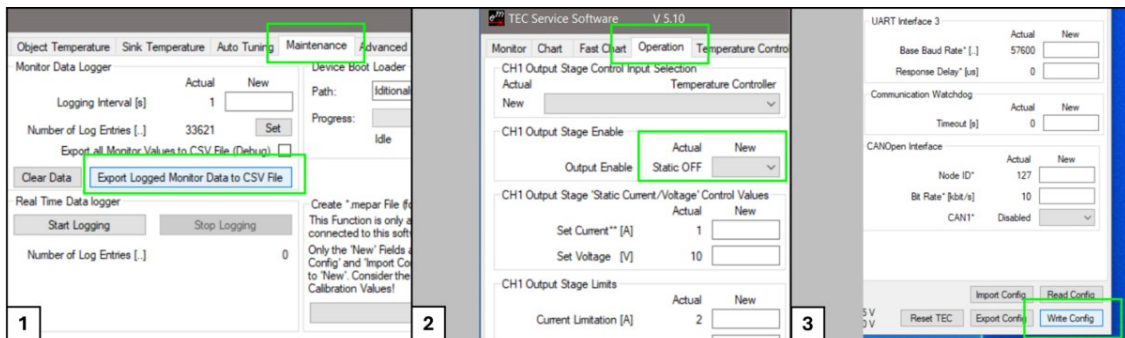 Object Temperature Sink Temperature Auto Tuning Maintenance Advanced
Monitor Data Logger
Actual New
Logging Interval [s] 1
Number of Log Entries [..] 33621 Set
Export all Monitor Values to CSV File (Debug)
Clear Data Export Logged Monitor Data to CSV File
Real Time Data logger
Start Logging Stop Logging
Number of Log Entries [..] 0
Device Boot Loader
Path: Iditional
Progress:
Idle
Create *.mepar File (fo
This Function is only a
connected to this soft
Only the 'New' Fields a
Config' and 'Import Co
to 'New'. Consider the
Calibration Values!
1
TEC Service Software V 5.10
Monitor Chart Fast Chart Operation Temperature Control
CH1 Output Stage Control Input Selection
Actual Temperature Controller
New
CH1 Output Stage Enable
Actual New
Output Enable Static OFF
CH1 Output Stage 'Static Current/Voltage' Control Values
Actual New
Set Current** [A] 1
Set Voltage [V] 10
CH1 Output Stage Limits
Actual New
Current Limitation [A] 2
2
UART Interface 3
Actual New
Base Baud Rate* [..] 57600
Response Delay* [us] 0
Communication Watchdog
Actual New
Timeout [s] 0
CANOpen Interface
Actual New
Node ID* 127
Bit Rate* [kbit/s] 10
CAN1* Disabled
Import Config Read Config
5 V
0 V Reset TEC Export Config Write Config
3